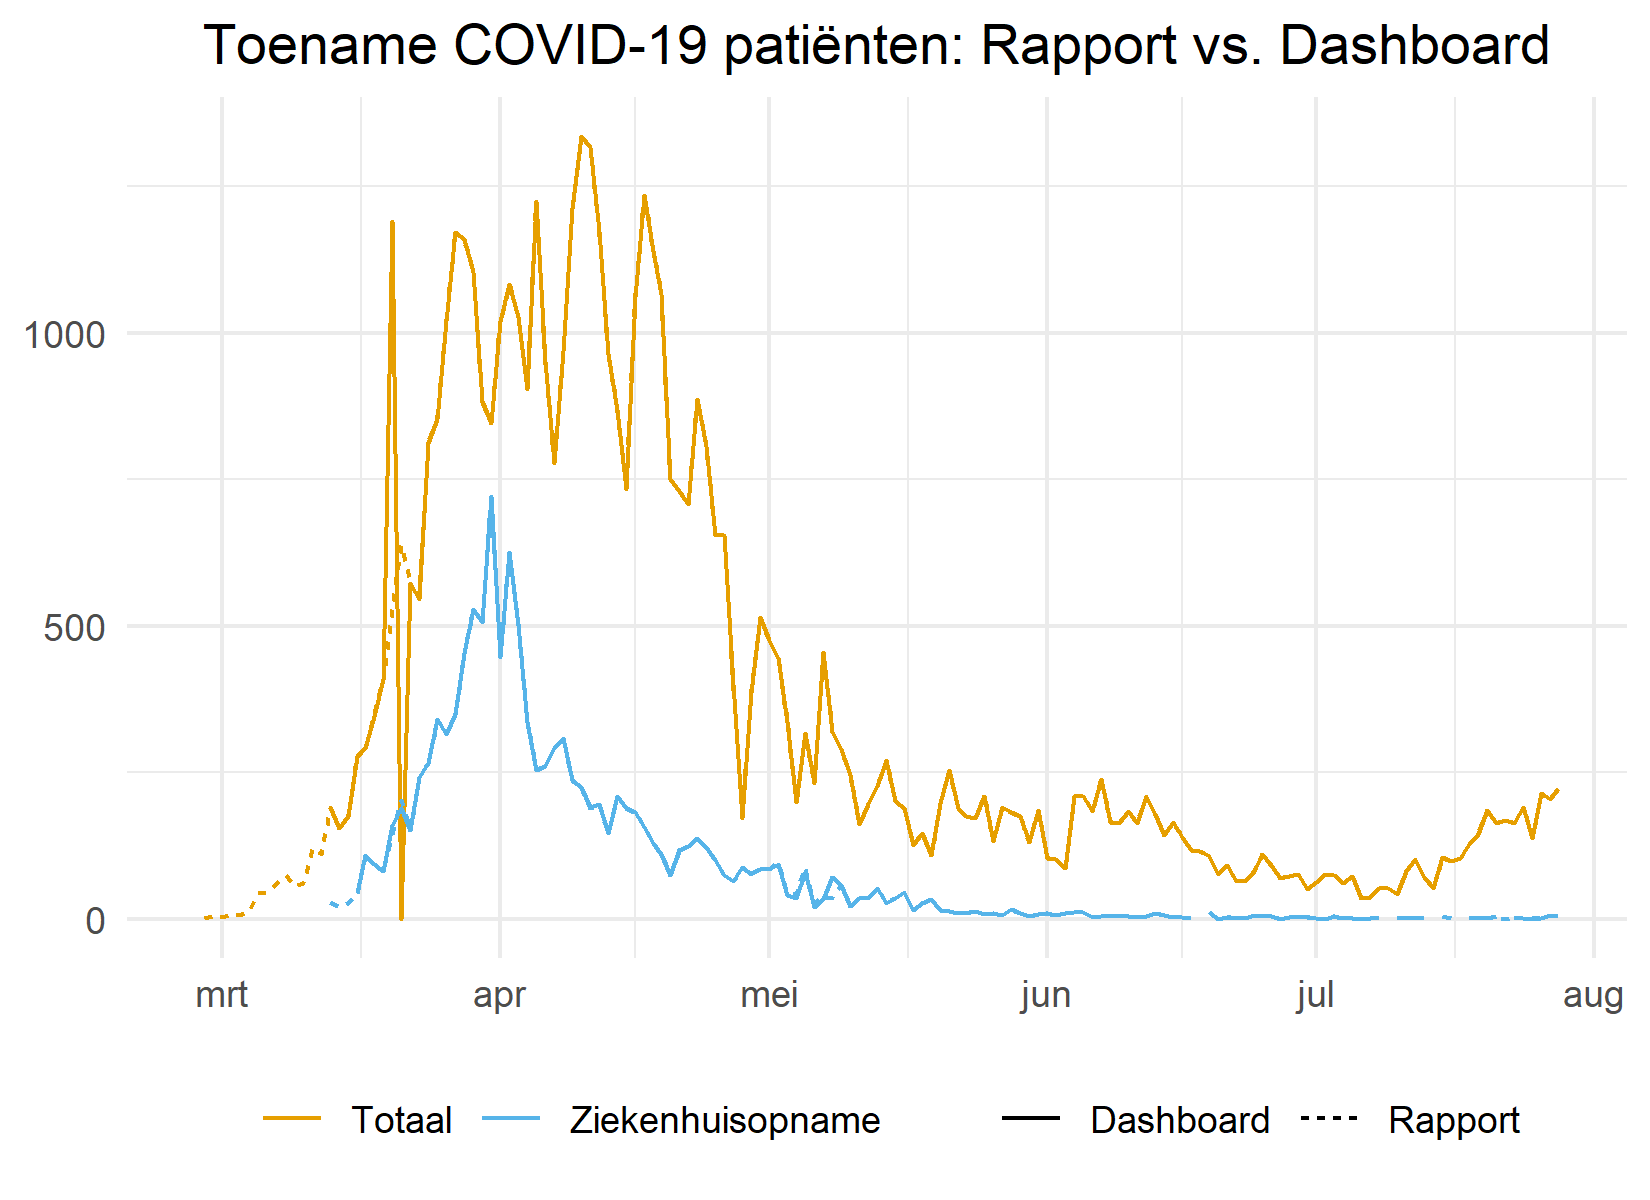 Toename COVID-19 patiënten: Rapport vs. Dashboard
1000
500
0
mrt apr mei jun jul aug
Totaal Ziekenhuisopname Dashboard Rapport